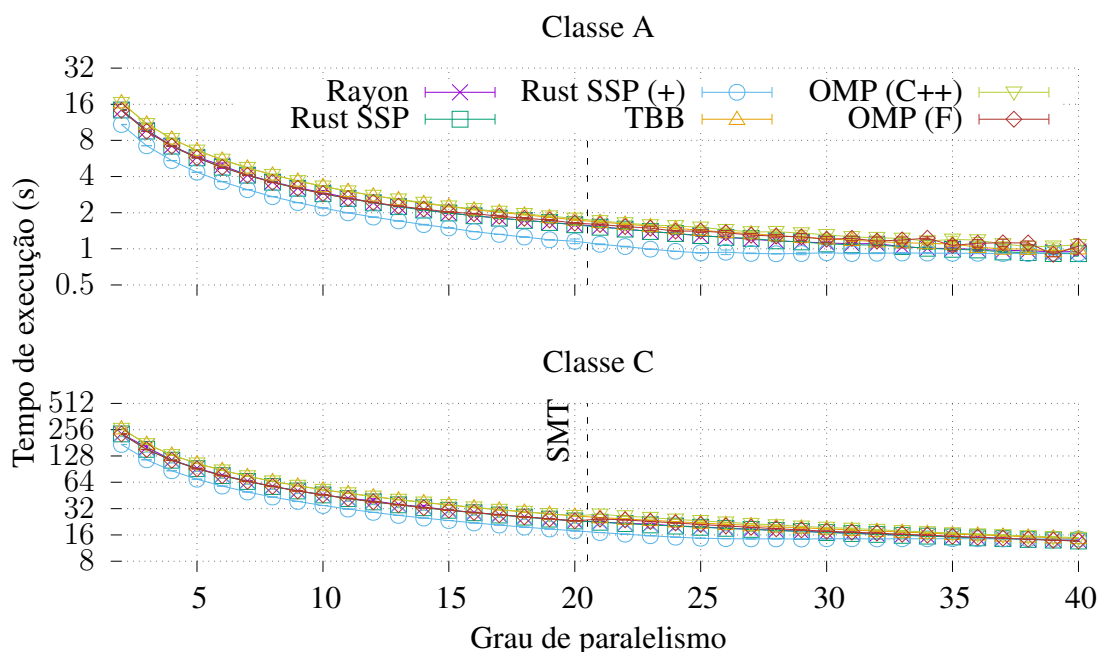 Classe A
32
16
8
4
2
1
0.5
Rayon
Rust SSP (+)
OMP (C++)
Rust SSP
TBB
OMP (F)
Tempo de execução (s)
Classe C
512
256
128
64
32
16
8
SMT
5 10 15 20 25 30 35 40
Grau de paralelismo